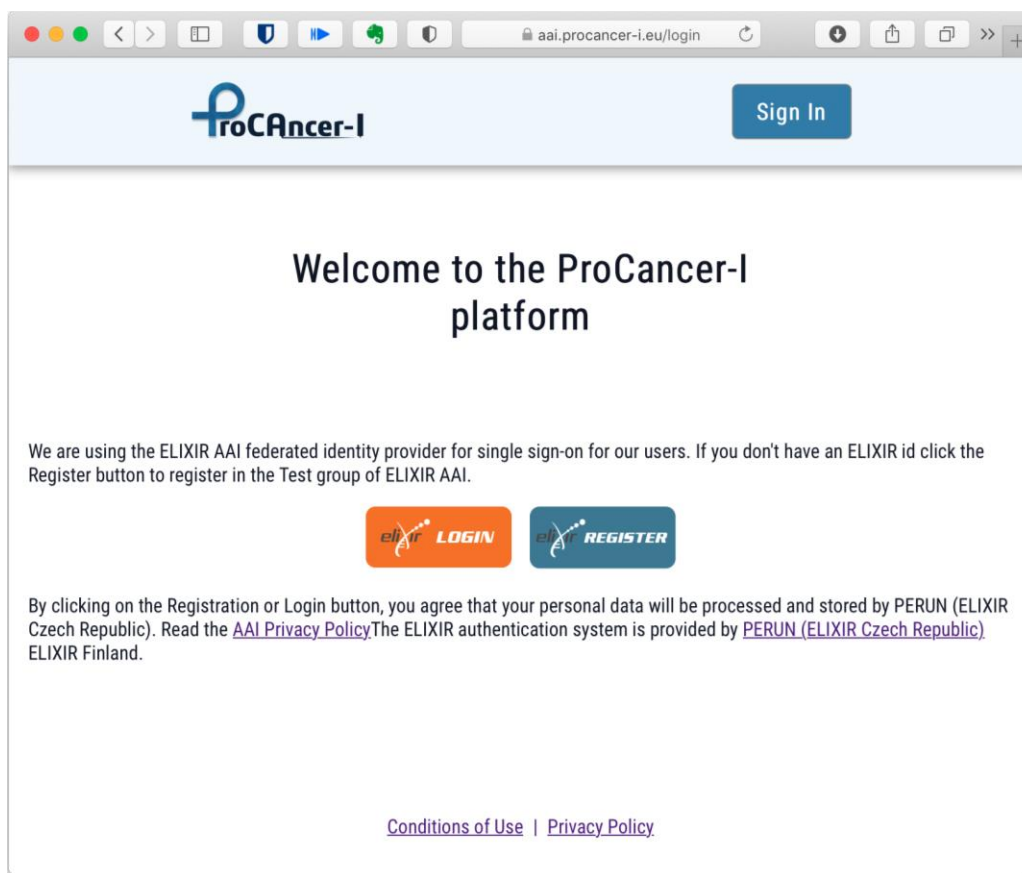 aai.procancer-i.eu/login
ProCAncer-I
Sign In
Welcome to the ProCancer-I
platform
We are using the ELIXIR AAI federated identity provider for single sign-on for our users. If you don't have an ELIXIR id click the
Register button to register in the Test group of ELIXIR AAI.
elixir LOGIN
elixir REGISTER
By clicking on the Registration or Login button, you agree that your personal data will be processed and stored by PERUN (ELIXIR
Czech Republic). Read the AAI Privacy PolicyThe ELIXIR authentication system is provided by PERUN (ELIXIR Czech Republic)
ELIXIR Finland.
Conditions of Use | Privacy Policy